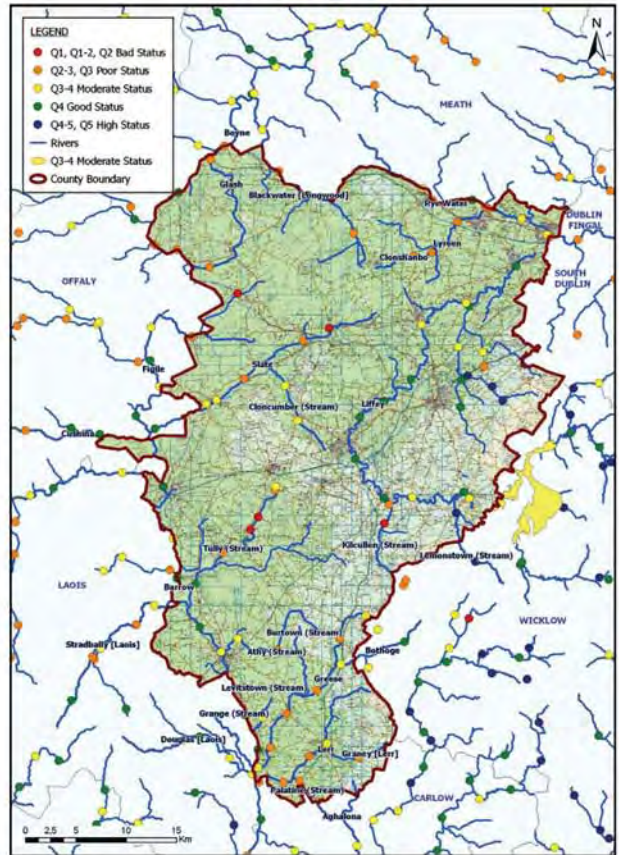 LEGEND
Q1, Q1-2, Q2 Bad Status
Q2-3, Q3 Poor Status
Q3-4 Moderate Status
Q4 Good Status
Q4-5, Q5 High Status
Rivers
Q3-4 Moderate Status
County Boundary
N
MEATH
Boyne
Glash
Blackwater [Longwood]
Rye Water
DUBLIN
FINGAL
Lyreen
Clonshanbo
SOUTH
DUBLIN
OFFALY
Figile
Slate
Cloncumber (Stream)
Liffey
Cushina
Tully (Stream)
Kilcullen (Stream)
Lemonstown (Stream)
LAOIS
Barrow
WICKLOW
Stradbally [Laois]
Burtown (Stream)
Athy (Stream)
Bothoge
Levitstown (Stream)
Greese
Grange (Stream)
Douglas [Laois]
Lerr
Graney [Lerr]
Palatine (Stream)
CARLOW
Aghalona
0 2.5 5 10 15
Km